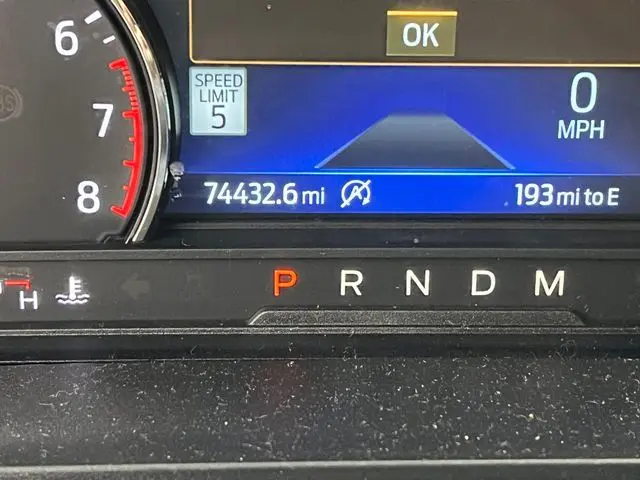 6
7
8
OK
SPEED
LIMIT
5
0
MPH
74432.6 mi
A
193 mi to E
H
P R N D M